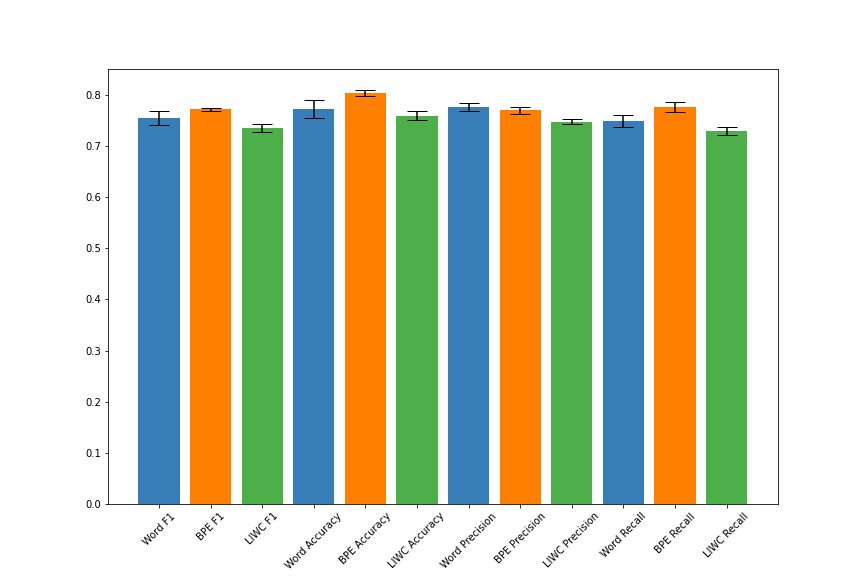 0.8
0.7
0.6
0.5
0.4
0.3
0.2
0.1
0.0
Word F1
BPE F1
LIWC F1
Word Accuracy
BPE Accuracy
LIWC Accuracy
Word Precision
BPE Precision
LIWC Precision
Word Recall
BPE Recall
LIWC Recall